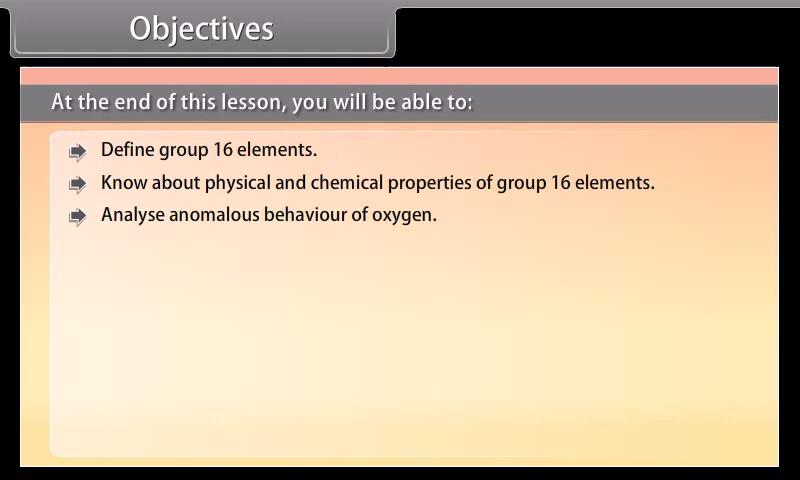 Objectives
At the end of this lesson, you will be able to:
Define group 16 elements.
Know about physical and chemical properties of group 16 elements.
Analyse anomalous behaviour of oxygen.